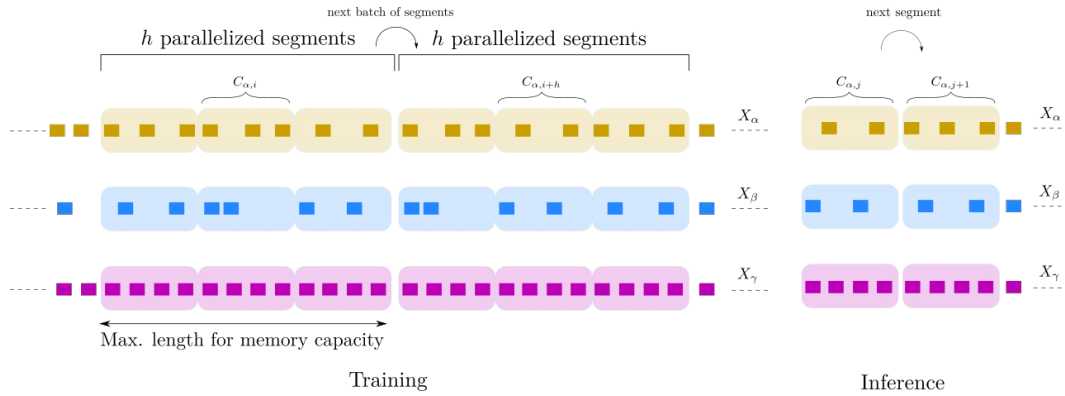 next batch of segments
next segment
h parallelized segments
h parallelized segments
C_{α,i}
C_{α,i+h}
C_{α,j}
C_{α,j+1}
X_α
X_α
X_β
X_β
X_γ
X_γ
Max. length for memory capacity
Training
Inference